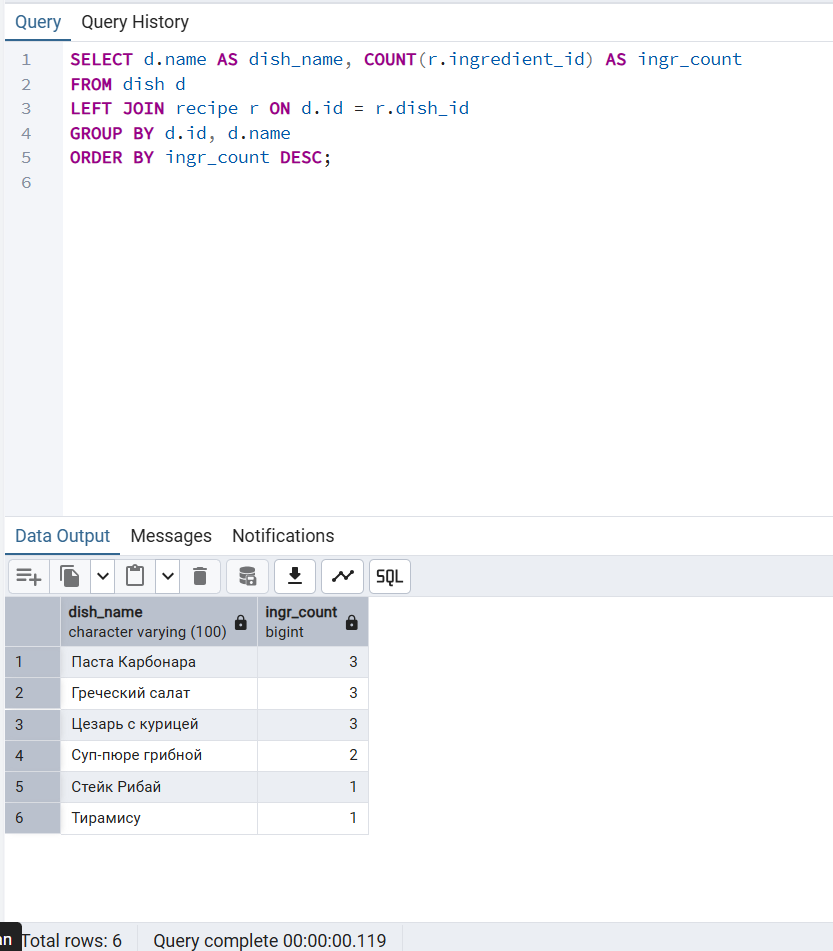 Query Query History
1 SELECT d.name AS dish_name, COUNT(r.ingredient_id) AS ingr_count
2 FROM dish d
3 LEFT JOIN recipe r ON d.id = r.dish_id
4 GROUP BY d.id, d.name
5 ORDER BY ingr_count DESC;
6
Data Output Messages Notifications
SQL
dish_name ingr_count
character varying (100) bigint
1 Паста Карбонара 3
2 Греческий салат 3
3 Цезарь с курицей 3
4 Суп-пюре грибной 2
5 Стейк Рибай 1
6 Тирамису 1
Total rows: 6 Query complete 00:00:00.119